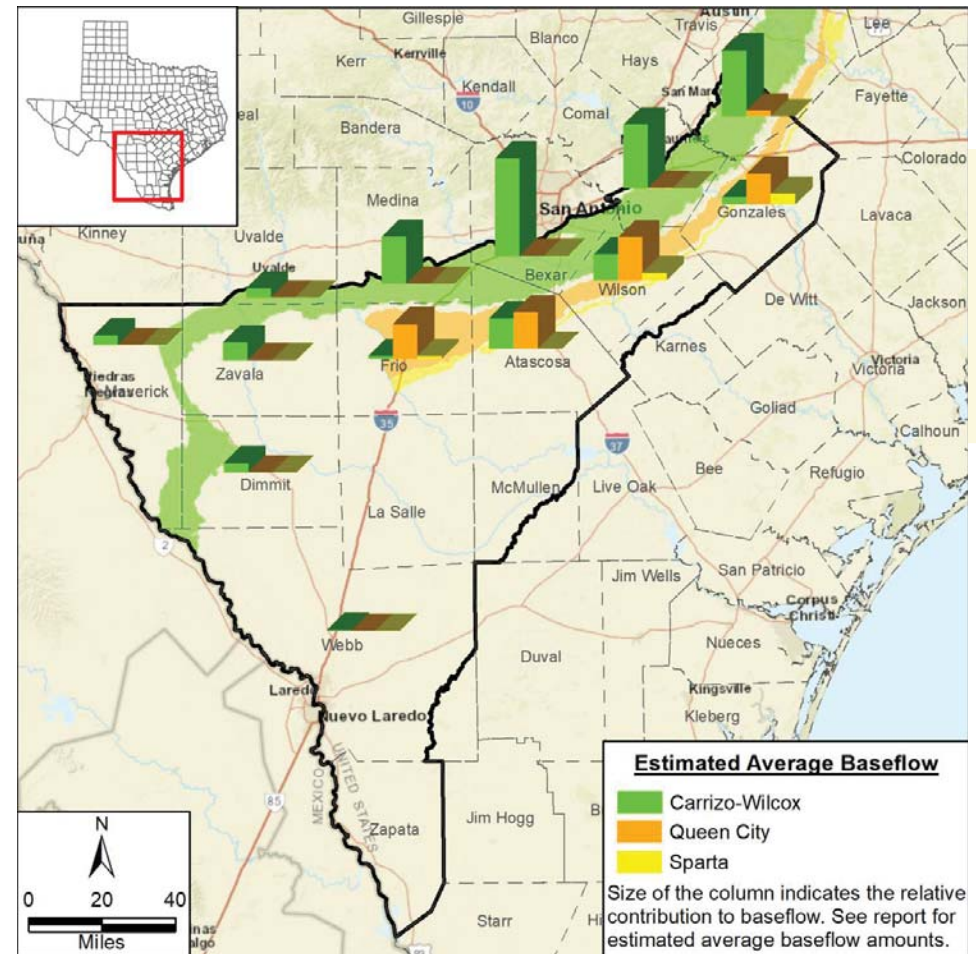 Gillespie
Austin
Travis
Lee
77
Blanco
Kerrville
Kerr
Hays
Kendall
San Mar
Fayette
10
Comal
Bandera
Colorado
Medina
San Antonio
Gonzales
Lavaca
Kinney
Uvalde
Uvalde
Bexar
Wilson
De Witt
Jackson
Karnes
Victoria
Victoria
Zavala
Frio
Atascosa
Piedras
Negras
Maverick
Goliad
35
37
Calhoun
Bee
Refugio
Dimmit
McMullen
Live Oak
La Salle
2
Jim Wells
San Patricio
Corpus
Christi
Nueces
Webb
Duval
Laredo
Kingsville
Nuevo Laredo
Kleberg
MEXICO
UNITED STATES
85
Zapata
Jim Hogg
Starr
Estimated Average Baseflow
Carrizo-Wilcox
Queen City
Sparta
Size of the column indicates the relative
contribution to baseflow. See report for
estimated average baseflow amounts.
N
0 20 40
Miles